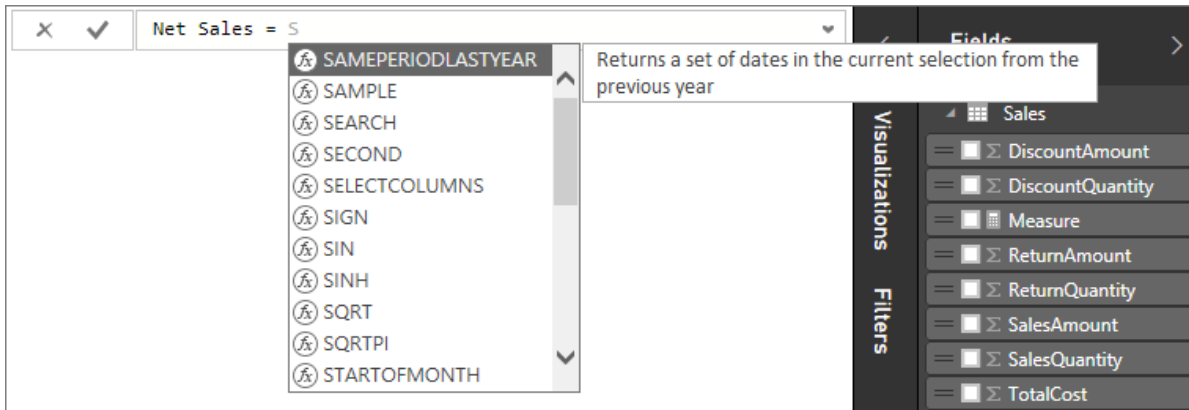 Net Sales = S
SAMEPERIODLASTYEAR
SAMPLE
SEARCH
SECOND
SELECTCOLUMNS
SIGN
SIN
SINH
SQRT
SQRTPI
STARTOFMONTH
Returns a set of dates in the current selection from the
previous year
Visualizations
Filters
Fields
Sales
DiscountAmount
DiscountQuantity
Measure
ReturnAmount
ReturnQuantity
SalesAmount
SalesQuantity
TotalCost